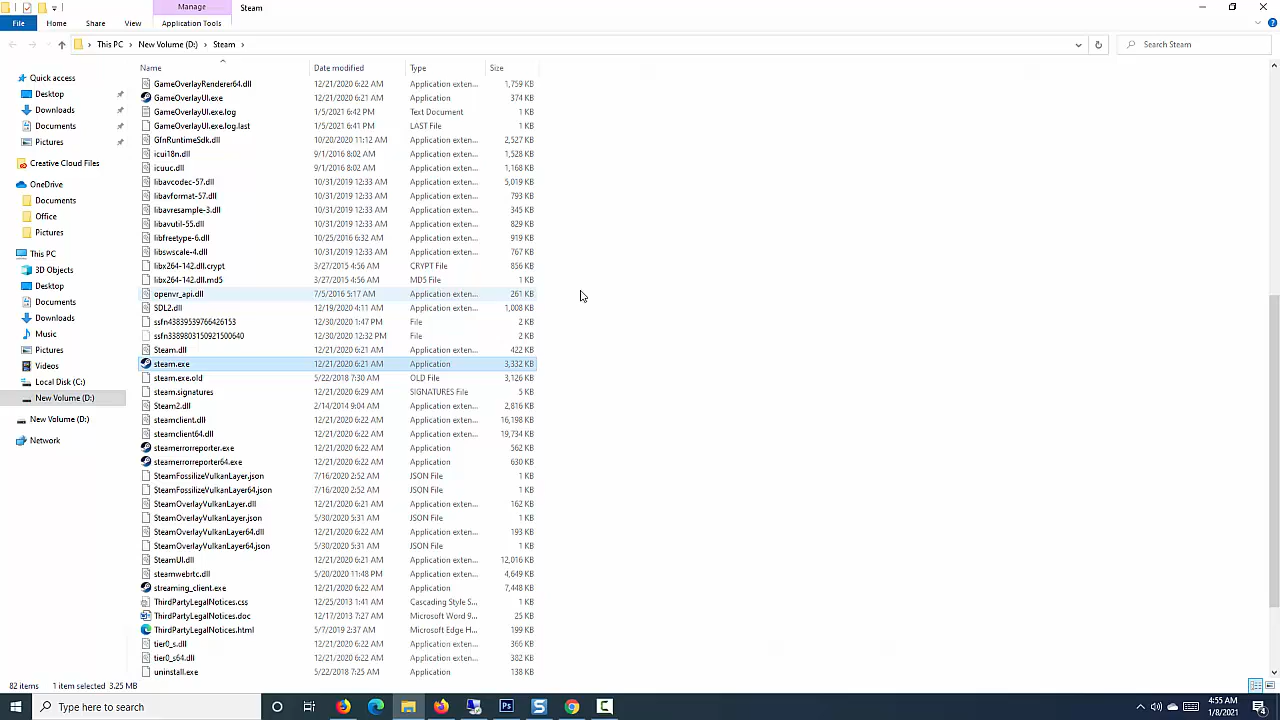 Manage
Steam
File Home Share View Application Tools
This PC New Volume (D:) Steam
Search Steam
Name Date modified Type Size
Quick access
Desktop
Downloads
Documents
Pictures
Creative Cloud Files
OneDrive
Documents
Office
Pictures
This PC
3D Objects
Desktop
Documents
Downloads
Music
Pictures
Videos
Local Disk (C:)
New Volume (D:)
New Volume (D:)
Network
GameOverlayRenderer64.dll 12/21/2020 6:22 AM Application exten... 1,759 KB
GameOverlayUI.exe 12/21/2020 6:22 AM Application 374 KB
GameOverlayUI.exe.log 1/5/2021 6:42 PM Text Document 1 KB
GameOverlayUI.exe.log.last 1/5/2021 6:41 PM LAST File 1 KB
GfnRuntimeSdk.dll 10/20/2020 11:12 AM Application exten... 2,527 KB
icui18n.dll 9/1/2016 8:02 AM Application exten... 1,528 KB
icuuc.dll 9/1/2016 8:02 AM Application exten... 1,168 KB
libavcodec-57.dll 10/31/2019 12:33 AM Application exten... 5,019 KB
libavformat-57.dll 10/31/2019 12:33 AM Application exten... 793 KB
libavresample-3.dll 10/31/2019 12:33 AM Application exten... 345 KB
libavutil-55.dll 10/31/2019 12:33 AM Application exten... 829 KB
libfreetype-6.dll 10/25/2016 6:32 AM Application exten... 919 KB
libswscale-4.dll 10/31/2019 12:33 AM Application exten... 767 KB
libx264-142.dll.crypt 3/27/2015 4:56 AM CRYPT File 856 KB
libx264-142.dll.md5 3/27/2015 4:56 AM MD5 File 1 KB
openvr_api.dll 7/5/2016 5:17 AM Application exten... 261 KB
SDL2.dll 12/19/2020 4:11 AM Application exten... 1,008 KB
ssfn43839539766426153 12/30/2020 1:47 PM File 2 KB
ssfn3389803150921500640 12/30/2020 12:32 PM File 2 KB
Steam.dll 12/21/2020 6:21 AM Application exten... 422 KB
steam.exe 12/21/2020 6:21 AM Application 3,332 KB
steam.exe.old 5/22/2018 7:30 AM OLD File 3,126 KB
steam.signatures 12/21/2020 6:29 AM SIGNATURES File 5 KB
Steam2.dll 2/14/2014 9:04 AM Application exten... 2,816 KB
steamclient.dll 12/21/2020 6:21 AM Application exten... 16,198 KB
steamclient64.dll 12/21/2020 6:21 AM Application exten... 19,734 KB
steamerrorreporter.exe 12/21/2020 6:22 AM Application 562 KB
steamerrorreporter64.exe 12/21/2020 6:22 AM Application 630 KB
SteamFossilizeVulkanLayer.json 7/16/2020 2:52 AM JSON File 1 KB
SteamFossilizeVulkanLayer64.json 7/16/2020 2:52 AM JSON File 1 KB
SteamOverlayVulkanLayer.dll 12/21/2020 6:21 AM Application exten... 162 KB
SteamOverlayVulkanLayer.json 5/30/2020 5:31 AM JSON File 1 KB
SteamOverlayVulkanLayer64.dll 12/21/2020 6:22 AM Application exten... 193 KB
SteamOverlayVulkanLayer64.json 5/30/2020 5:31 AM JSON File 1 KB
SteamUI.dll 12/21/2020 6:21 AM Application exten... 12,016 KB
steamwebrtc.dll 5/20/2020 11:48 PM Application exten... 4,649 KB
streaming_client.exe 12/21/2020 6:22 AM Application 7,448 KB
ThirdPartyLegalNotices.css 12/25/2013 1:41 AM Cascading Style S... 1 KB
ThirdPartyLegalNotices.doc 12/17/2013 7:27 AM Microsoft Word 9... 25 KB
ThirdPartyLegalNotices.html 5/7/2019 2:37 AM Microsoft Edge H... 199 KB
tier0_s.dll 12/21/2020 6:22 AM Application exten... 366 KB
tier0_s64.dll 12/21/2020 6:22 AM Application exten... 382 KB
uninstall.exe 5/22/2018 7:25 AM Application 138 KB
82 items 1 item selected 3.25 MB
Type here to search
4:55 AM
1/8/2021